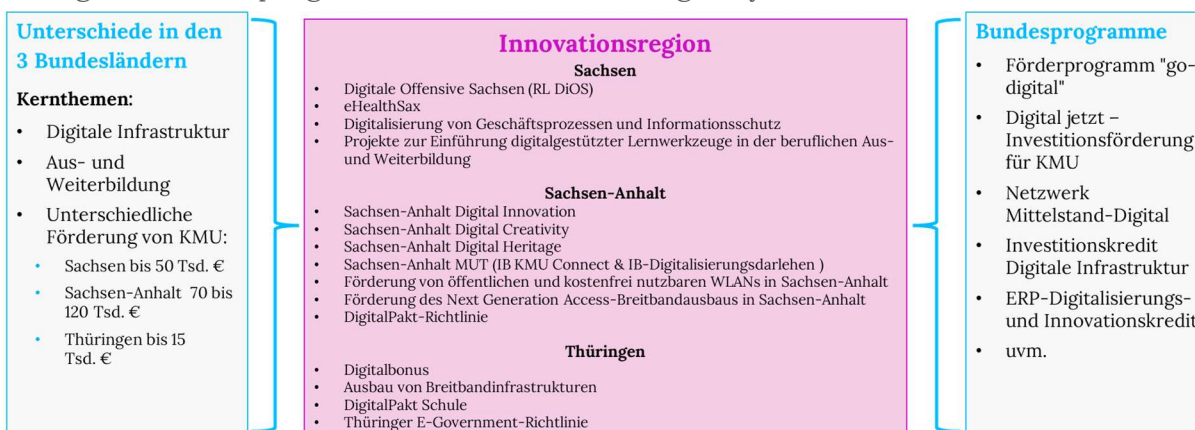 Unterschiede in den
3 Bundesländern
Kernthemen:
• Digitale Infrastruktur
• Aus- und
Weiterbildung
• Unterschiedliche
Förderung von KMU:
• Sachsen bis 50 Tsd. €
• Sachsen-Anhalt 70 bis
120 Tsd. €
• Thüringen bis 15
Tsd. €
Innovationsregion
Sachsen
• Digitale Offensive Sachsen (RL DiOS)
• eHealthSax
• Digitalisierung von Geschäftsprozessen und Informationsschutz
• Projekte zur Einführung digitalgestützter Lernwerkzeuge in der beruflichen Aus-
und Weiterbildung
Sachsen-Anhalt
• Sachsen-Anhalt Digital Innovation
• Sachsen-Anhalt Digital Creativity
• Sachsen-Anhalt Digital Heritage
• Sachsen-Anhalt MUT (IB KMU Connect & IB-Digitalisierungsdarlehen )
• Förderung von öffentlichen und kostenfrei nutzbaren WLANs in Sachsen-Anhalt
• Förderung des Next Generation Access-Breitbandausbaus in Sachsen-Anhalt
• DigitalPakt-Richtlinie
Thüringen
• Digitalbonus
• Ausbau von Breitbandinfrastrukturen
• DigitalPakt Schule
• Thüringer E-Government-Richtlinie
Bundesprogramme
• Förderprogramm "go-
digital"
• Digital jetzt –
Investitionsförderung
für KMU
• Netzwerk
Mittelstand-Digital
• Investitionskredit
Digitale Infrastruktur
• ERP-Digitalisierungs-
und Innovationskredit
• uvm.